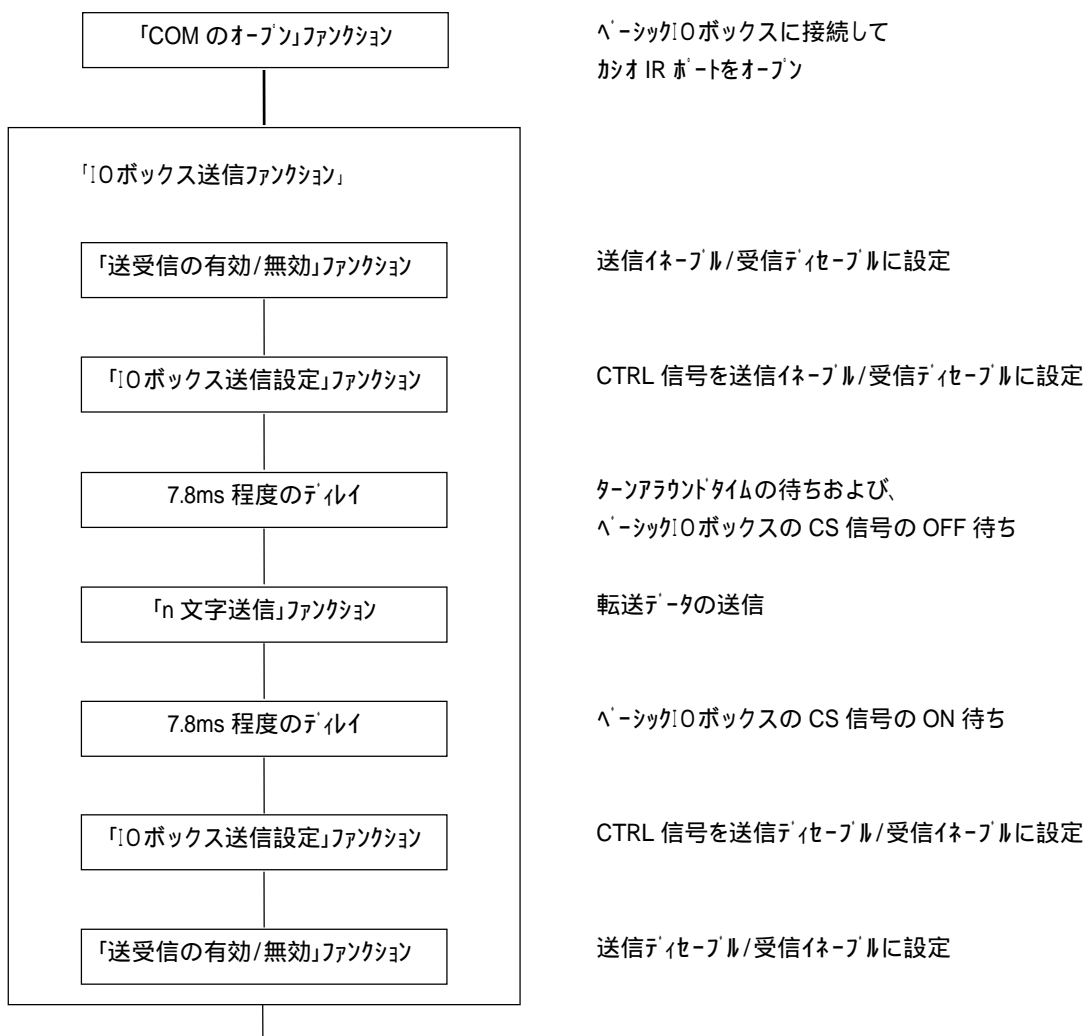 ｢COM のｵｰﾌﾟﾝ｣ﾌｧﾝｸｼｮﾝ
ﾍﾞｰｼｯｸIOボックスに接続して
ｶｼｵ IR ﾎﾟｰﾄをｵｰﾌﾟﾝ
｢IOボックス送信ﾌｧﾝｸｼｮﾝ｣
｢送受信の有効/無効｣ﾌｧﾝｸｼｮﾝ
送信ｲﾈｰﾌﾞﾙ/受信ﾃﾞｨｾｰﾌﾞﾙに設定
｢IOボックス送信設定｣ﾌｧﾝｸｼｮﾝ
CTRL 信号を送信ｲﾈｰﾌﾞﾙ/受信ﾃﾞｨｾｰﾌﾞﾙに設定
7.8ms 程度のﾃﾞｨﾚｲ
ﾀｰﾝｱﾗｳﾝﾄﾞﾀｲﾑの待ちおよび､
ﾍﾞｰｼｯｸIOボックスの CS 信号の OFF 待ち
｢n 文字送信｣ﾌｧﾝｸｼｮﾝ
転送ﾃﾞｰﾀの送信
7.8ms 程度のﾃﾞｨﾚｲ
ﾍﾞｰｼｯｸIOボックスの CS 信号の ON 待ち
｢IOボックス送信設定｣ﾌｧﾝｸｼｮﾝ
CTRL 信号を送信ﾃﾞｨｾｰﾌﾞﾙ/受信ｲﾈｰﾌﾞﾙに設定
｢送受信の有効/無効｣ﾌｧﾝｸｼｮﾝ
送信ﾃﾞｨｾｰﾌﾞﾙ/受信ｲﾈｰﾌﾞﾙに設定